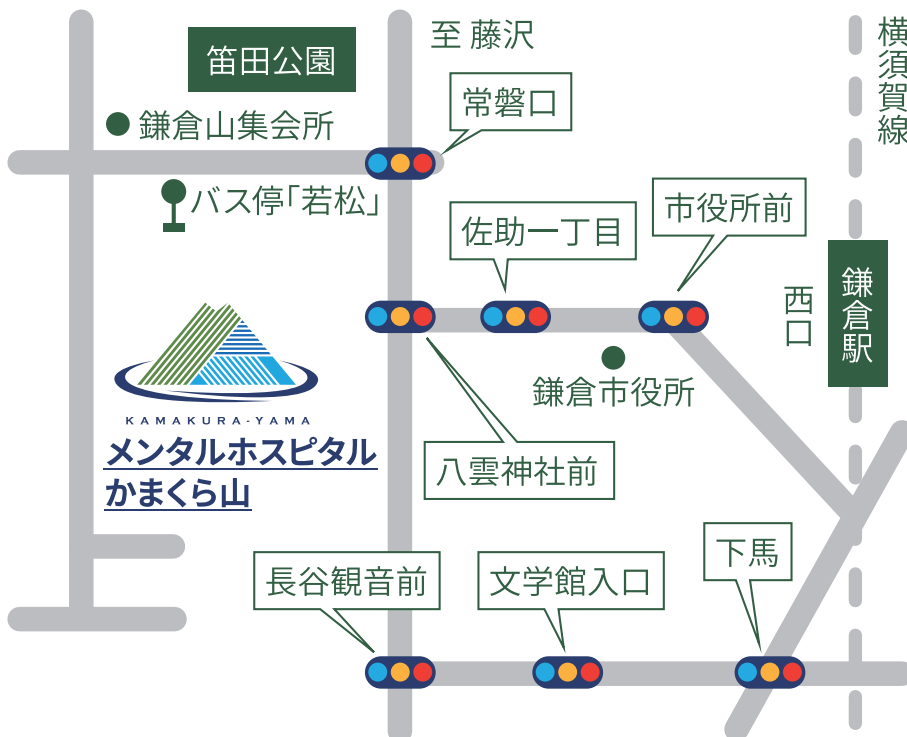 至 藤沢
横須賀線
笛田公園
常磐口
鎌倉山集会所
バス停「若松」
佐助一丁目
市役所前
西口
鎌倉駅
鎌倉市役所
KAMAKURA-YAMA
メンタルホスピタル
かまくら山
八雲神社前
長谷観音前
文学館入口
下馬